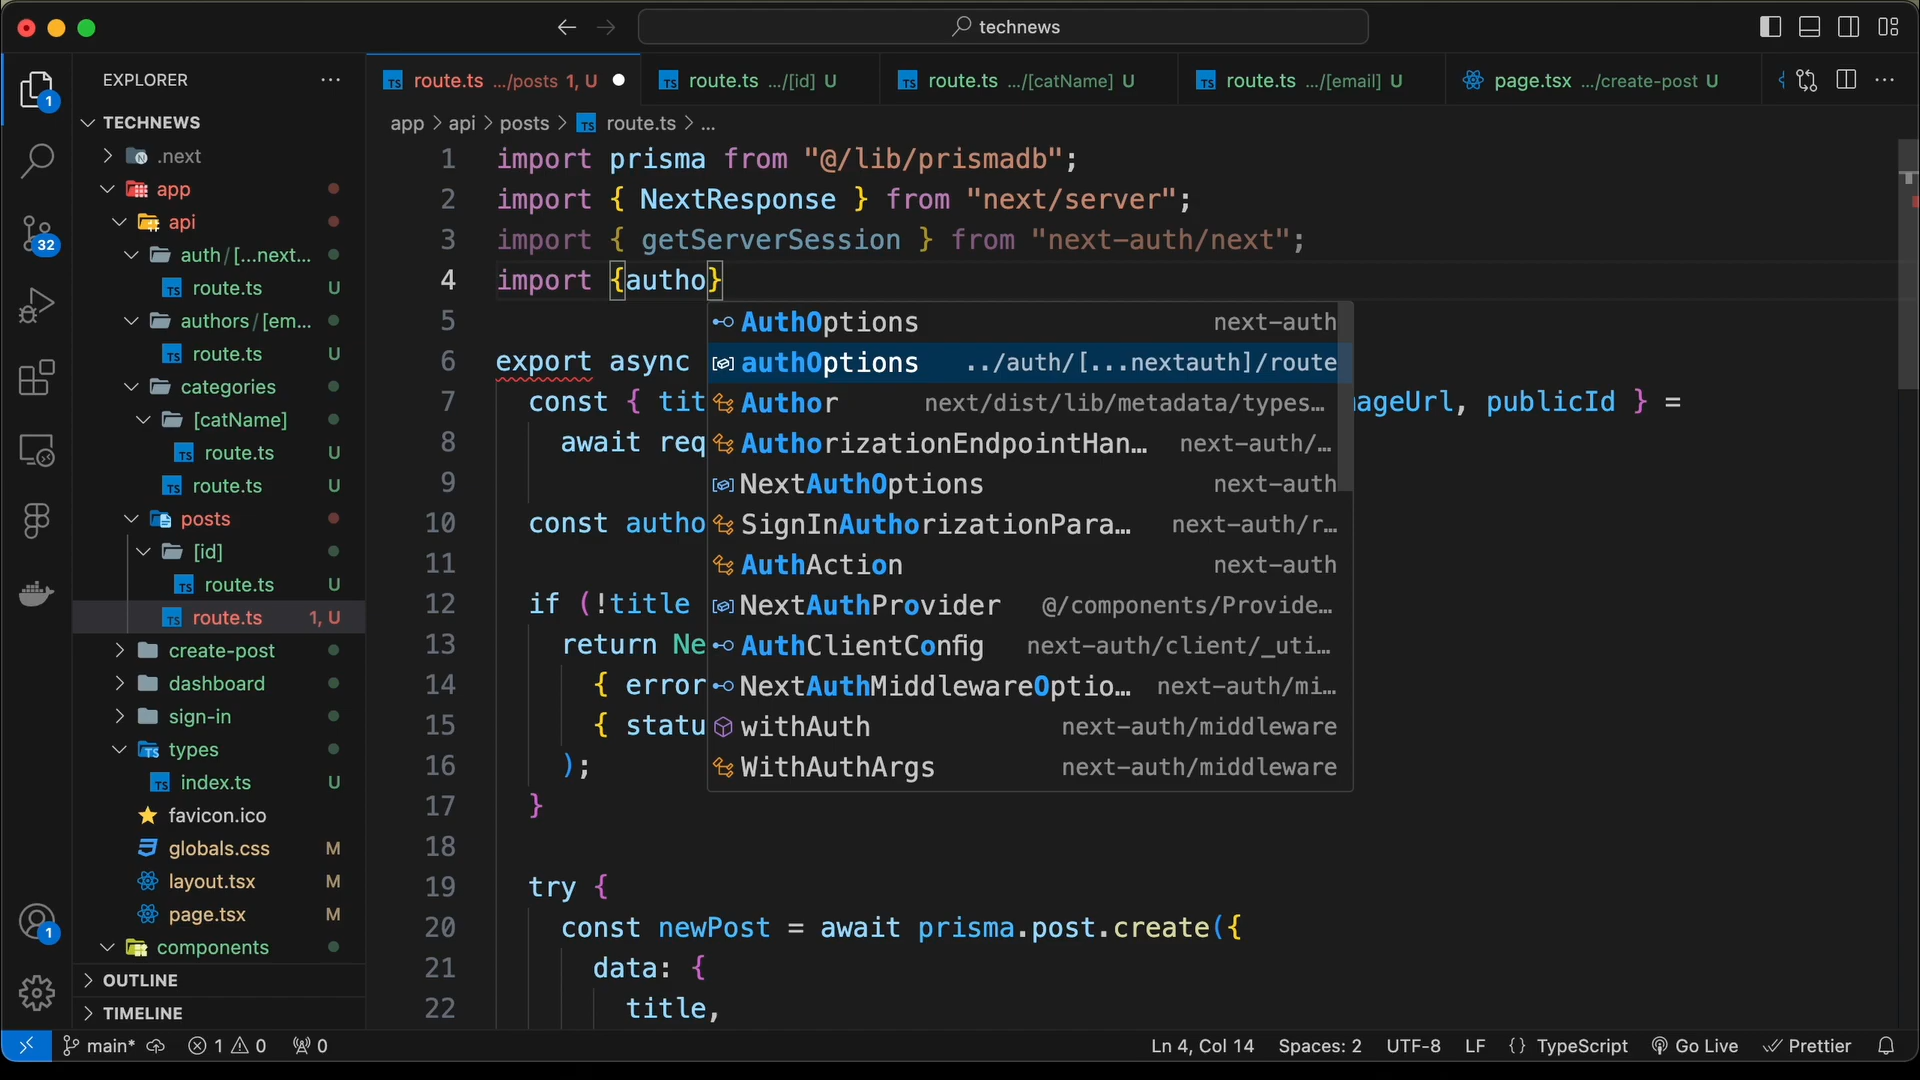 technews
EXPLORER
TECHNEWS
.next
app
api
auth/[...next...
route.ts U
authors/[em...
route.ts U
categories
[catName]
route.ts U
route.ts U
posts
[id]
route.ts U
route.ts 1, U
create-post
dashboard
sign-in
types
index.ts U
favicon.ico
globals.css M
layout.tsx M
page.tsx M
components
OUTLINE
TIMELINE
1
32
1
route.ts .../posts 1, U
route.ts .../[id] U
route.ts .../[catName] U
route.ts .../[email] U
page.tsx .../create-post U
app > api > posts > route.ts > ...
1 import prisma from "@/lib/prismadb";
2 import { NextResponse } from "next/server";
3 import { getServerSession } from "next-auth/next";
4 import {autho}
5
6 export async
7 const { tit ageUrl, publicId } =
8 await req
9
10 const autho
11
12 if (!title
13 return Ne
14 { error
15 { statu
16 );
17 }
18
19 try {
20 const newPost = await prisma.post.create({
21 data: {
22 title,
AuthOptions next-auth
authOptions ../auth/[...nextauth]/route
Author next/dist/lib/metadata/types...
AuthorizationEndpointHan... next-auth/...
NextAuthOptions next-auth
SignInAuthorizationPara... next-auth/r...
AuthAction next-auth
NextAuthProvider @/components/Provide...
AuthClientConfig next-auth/client/_uti...
NextAuthMiddlewareOptio... next-auth/mi...
withAuth next-auth/middleware
WithAuthArgs next-auth/middleware
main* 1 0 0
Ln 4, Col 14 Spaces: 2 UTF-8 LF {} TypeScript Go Live Prettier